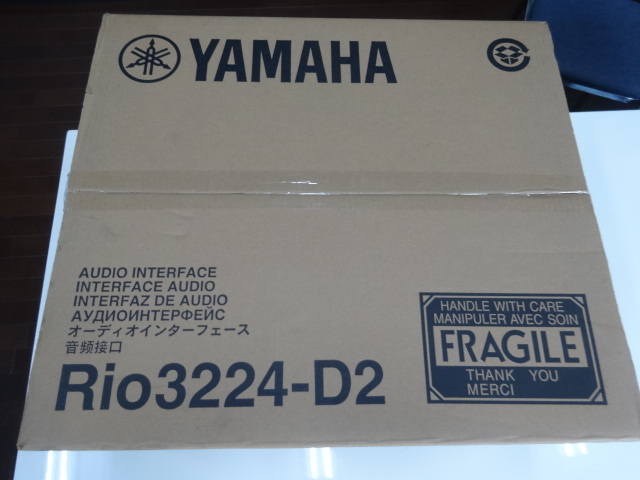 YAMAHA
AUDIO INTERFACE
INTERFACE AUDIO
INTERFAZ DE AUDIO
АУДИОИНТЕРФЕЙС
オーディオインターフェース
音频接口
Rio3224-D2
HANDLE WITH CARE
MANIPULER AVEC SOIN
FRAGILE
THANK YOU
MERCI